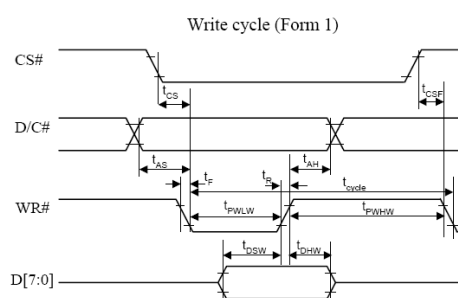 Write cycle (Form 1)
CS#
tCS
tCSF
D/C#
tAS
tF
tR
tAH
tcycle
WR#
tPWLW
tPWHW
tDSW
tDHW
D[7:0]